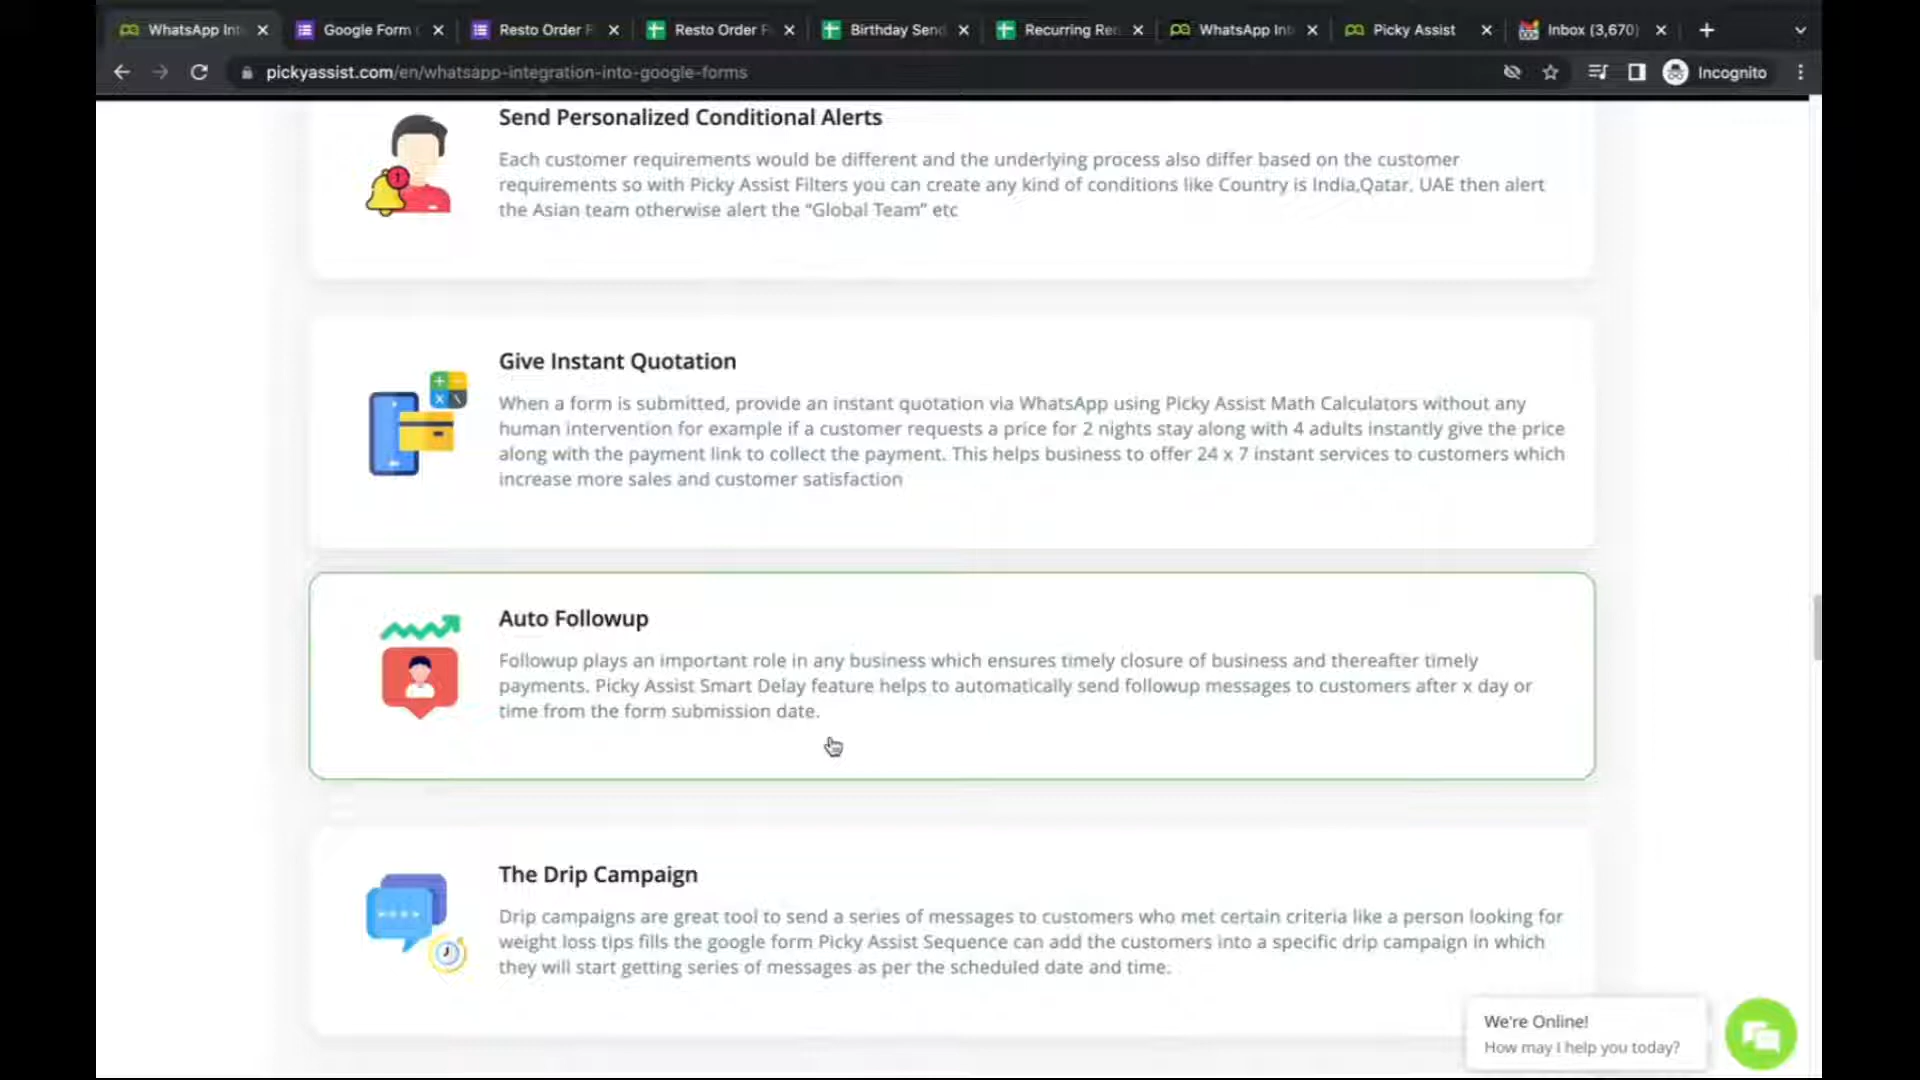 WhatsApp Int
Google Form
Resto Order F
Resto Order F
Birthday Send
Recurring Re
WhatsApp Int
Picky Assist
Inbox (3,670)
pickyassist.com/en/whatsapp-integration-into-google-forms
Incognito
Send Personalized Conditional Alerts
Each customer requirements would be different and the underlying process also differ based on the customer
requirements so with Picky Assist Filters you can create any kind of conditions like Country is India,Qatar, UAE then alert
the Asian team otherwise alert the “Global Team” etc
Give Instant Quotation
When a form is submitted, provide an instant quotation via WhatsApp using Picky Assist Math Calculators without any
human intervention for example if a customer requests a price for 2 nights stay along with 4 adults instantly give the price
along with the payment link to collect the payment. This helps business to offer 24 x 7 instant services to customers which
increase more sales and customer satisfaction
Auto Followup
Followup plays an important role in any business which ensures timely closure of business and thereafter timely
payments. Picky Assist Smart Delay feature helps to automatically send followup messages to customers after x day or
time from the form submission date.
The Drip Campaign
Drip campaigns are great tool to send a series of messages to customers who met certain criteria like a person looking for
weight loss tips fills the google form Picky Assist Sequence can add the customers into a specific drip campaign in which
they will start getting series of messages as per the scheduled date and time.
We're Online!
How may I help you today?